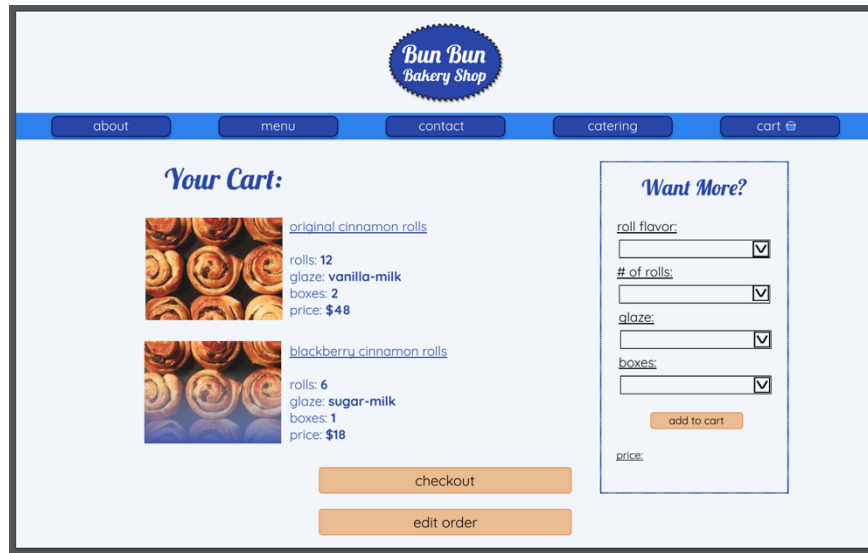 Bun Bun
Bakery Shop
about
menu
contact
catering
cart
Your Cart:
original cinnamon rolls
rolls: 12
glaze: vanilla-milk
boxes: 2
price: $48
blackberry cinnamon rolls
rolls: 6
glaze: sugar-milk
boxes: 1
price: $18
checkout
edit order
Want More?
roll flavor:
# of rolls:
glaze:
boxes:
add to cart
price: